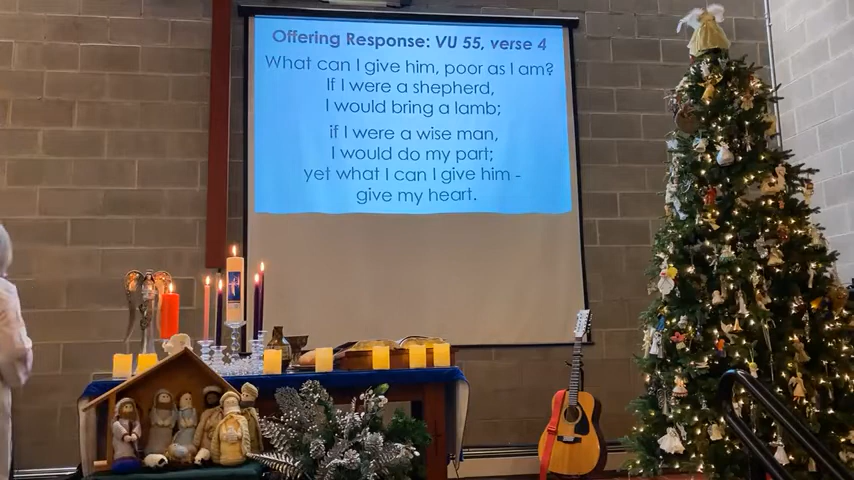 Offering Response: VU 55, verse 4
What can I give him, poor as I am?
If I were a shepherd,
I would bring a lamb;
if I were a wise man,
I would do my part;
yet what I can I give him -
give my heart.